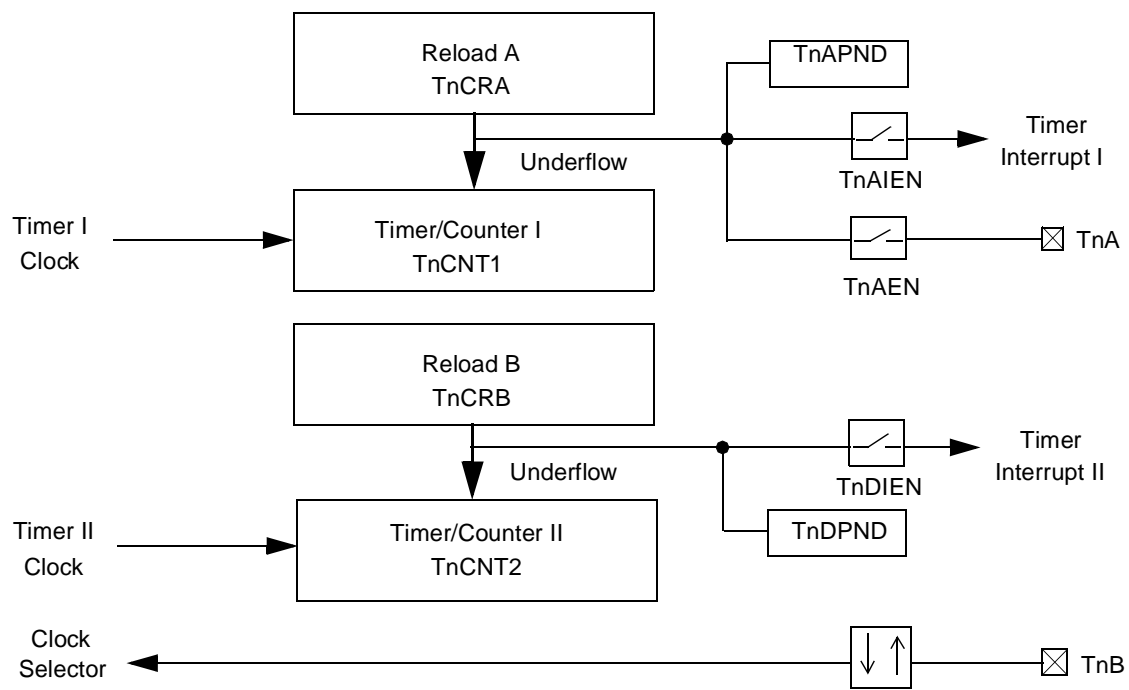 Reload A
TnCRA
TnAPND
Timer
Interrupt I
Underflow
TnAIEN
Timer I
Clock
Timer/Counter I
TnCNT1
TnA
TnAEN
Reload B
TnCRB
Timer
Interrupt II
Underflow
TnDIEN
Timer II
Clock
Timer/Counter II
TnCNT2
TnDPND
Clock
Selector
TnB